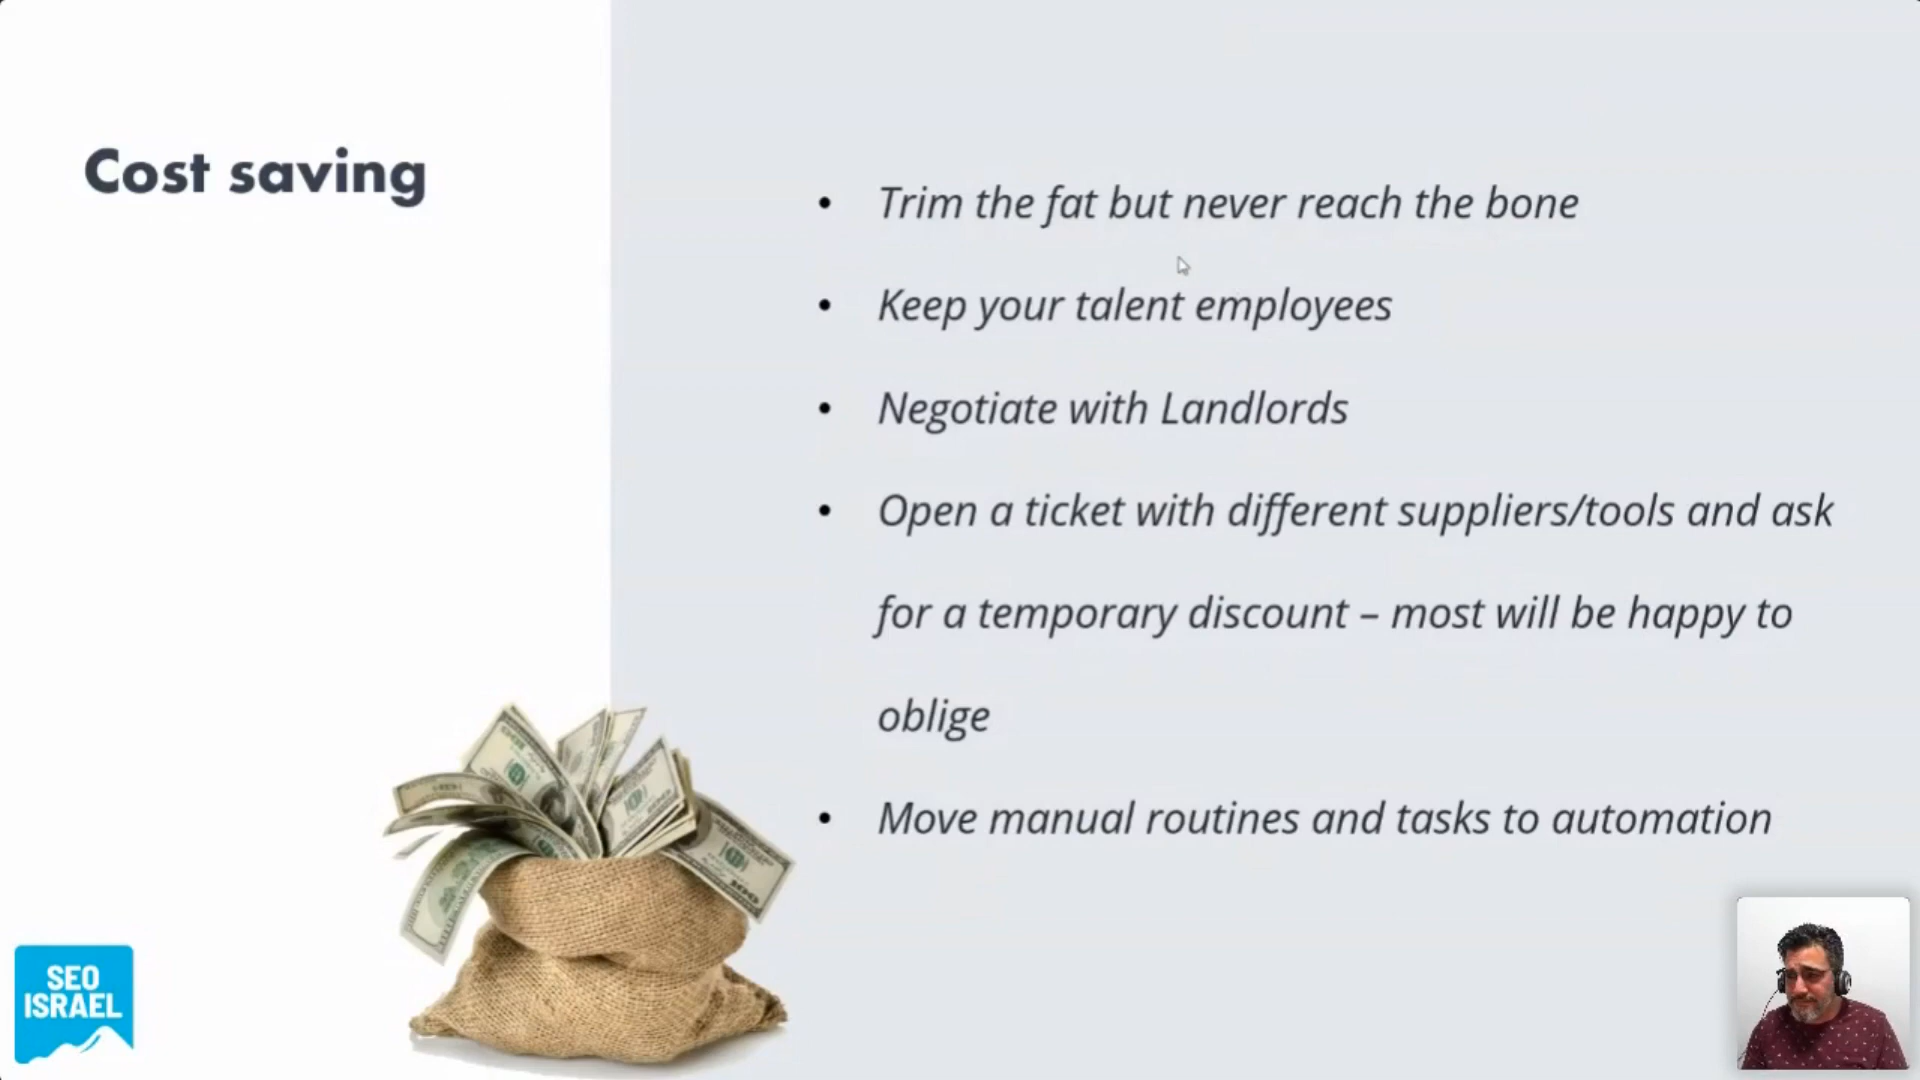 Cost saving
• Trim the fat but never reach the bone
• Keep your talent employees
• Negotiate with Landlords
• Open a ticket with different suppliers/tools and ask
for a temporary discount – most will be happy to
oblige
• Move manual routines and tasks to automation
SEO
ISRAEL
100